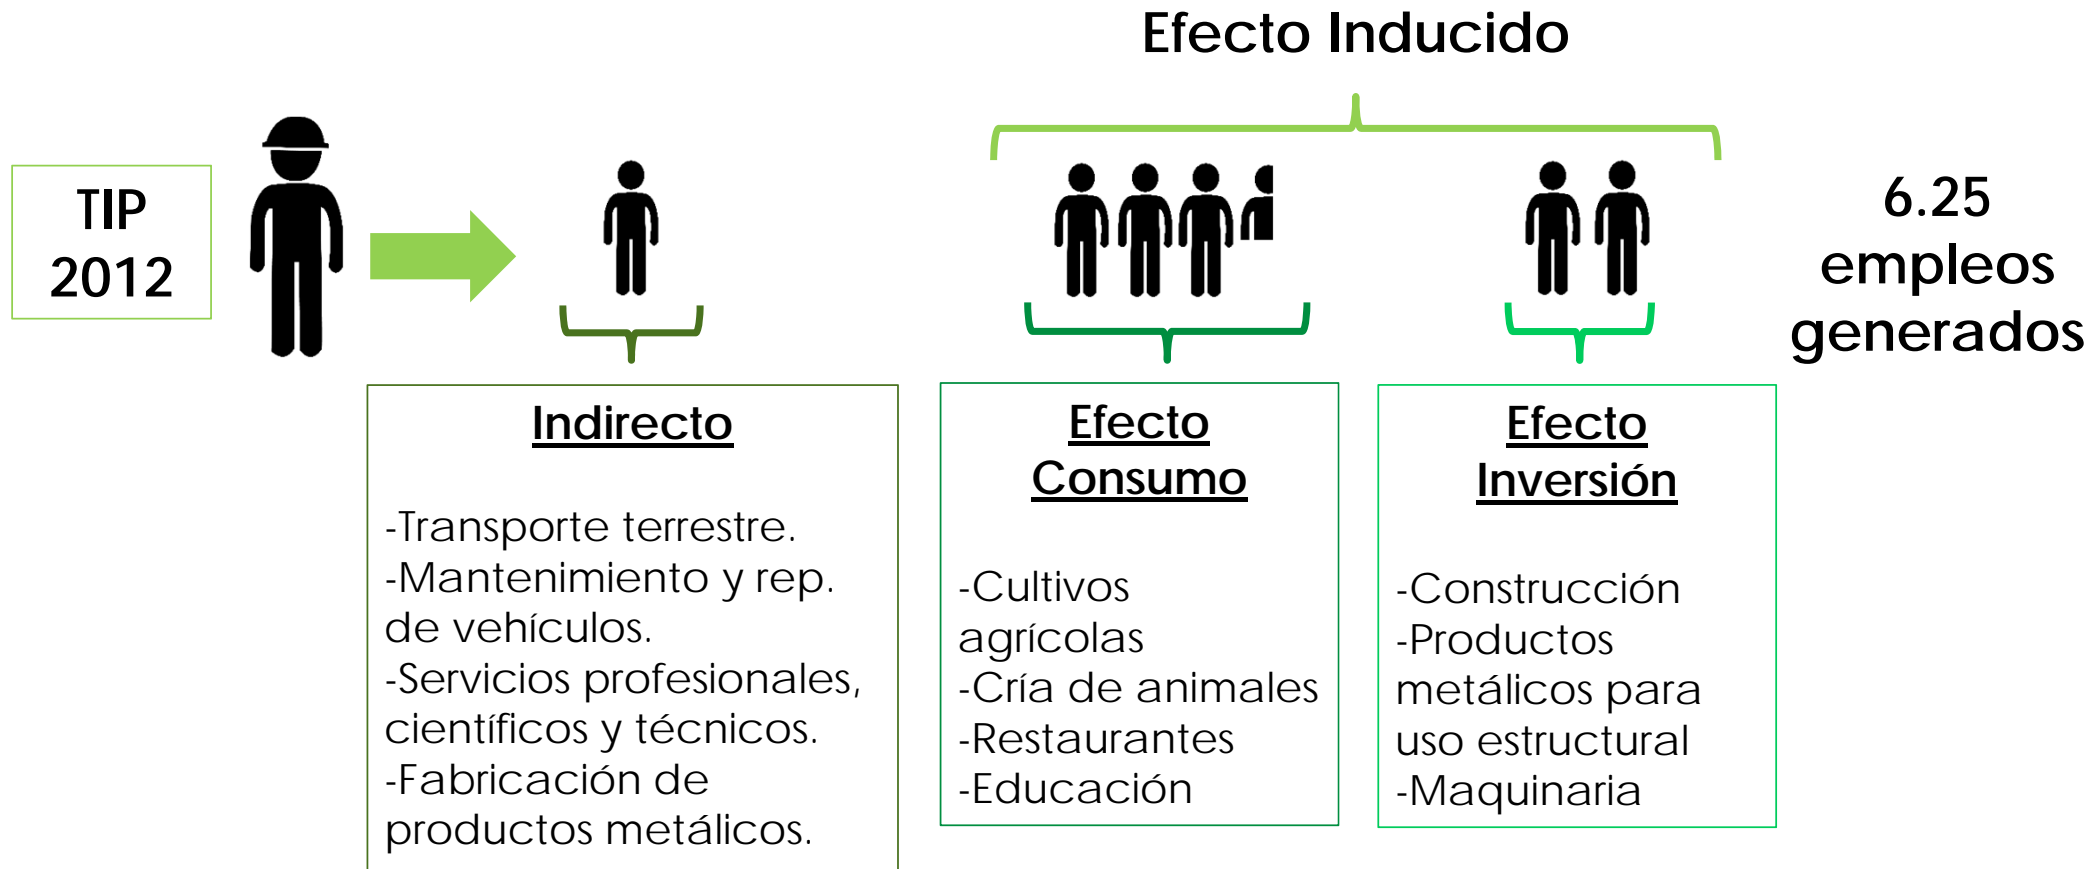 Efecto Inducido
TIP
2012
6.25
empleos
generados
Indirecto
-Transporte terrestre.
-Mantenimiento y rep.
de vehículos.
-Servicios profesionales,
científicos y técnicos.
-Fabricación de
productos metálicos.
Efecto
Consumo
-Cultivos
agrícolas
-Cría de animales
-Restaurantes
-Educación
Efecto
Inversión
-Construcción
-Productos
metálicos para
uso estructural
-Maquinaria